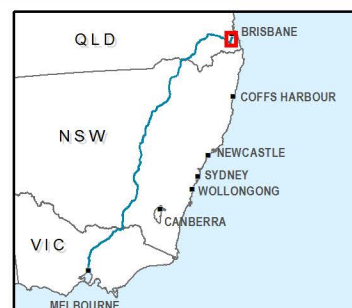 BRISBANE
QLD
COFFS HARBOUR
NSW
NEWCASTLE
SYDNEY
WOLLONGONG
CANBERRA
VIC
MELBOURNE